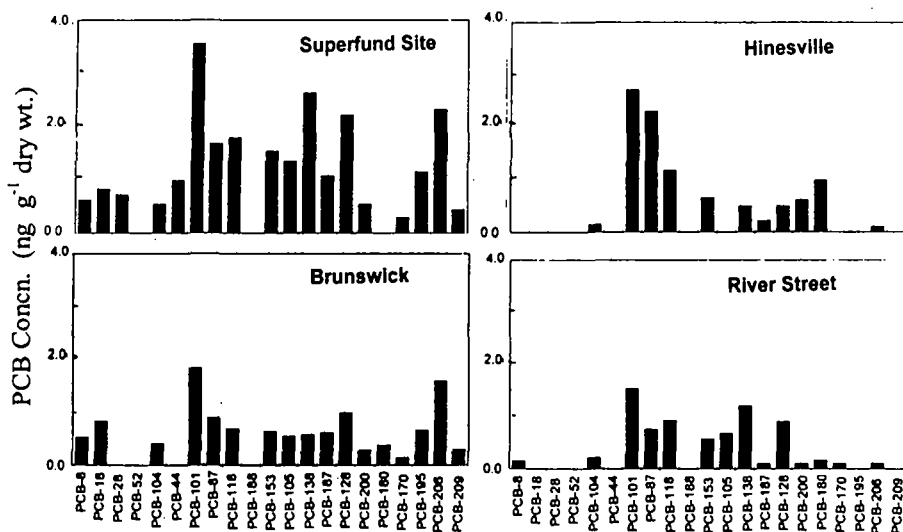 4.0
2.0
0.0
Superfund Site
4.0
2.0
0.0
Hinesville
4.0
2.0
0.0
Brunswick
4.0
2.0
0.0
River Street
PCB Concn. (ng g-1 dry wt.)
PCB-8
PCB-18
PCB-28
PCB-52
PCB-104
PCB-44
PCB-101
PCB-87
PCB-118
PCB-188
PCB-153
PCB-105
PCB-138
PCB-187
PCB-128
PCB-200
PCB-180
PCB-170
PCB-195
PCB-206
PCB-209
PCB-8
PCB-18
PCB-28
PCB-52
PCB-104
PCB-44
PCB-101
PCB-87
PCB-118
PCB-188
PCB-153
PCB-105
PCB-138
PCB-187
PCB-128
PCB-200
PCB-180
PCB-170
PCB-195
PCB-206
PCB-209